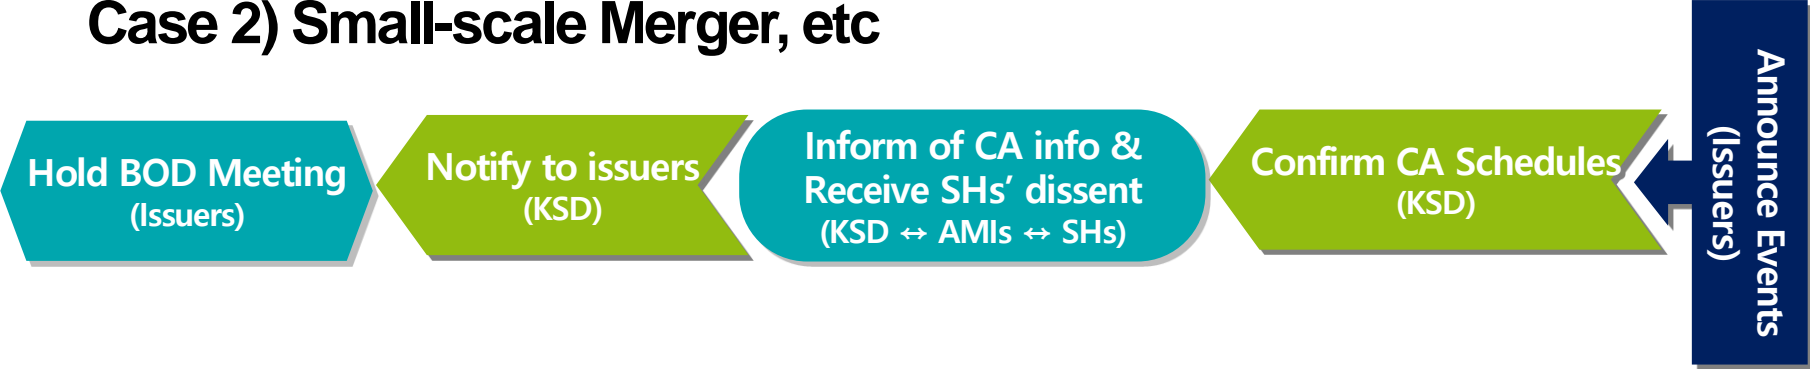 Case 2) Small-scale Merger, etc
Hold BOD Meeting
(Issuers)
Notify to issuers
(KSD)
Inform of CA info &
Receive SHs’ dissent
(KSD ↔ AMIs ↔ SHs)
Confirm CA Schedules
(KSD)
Announce Events
(Issuers)